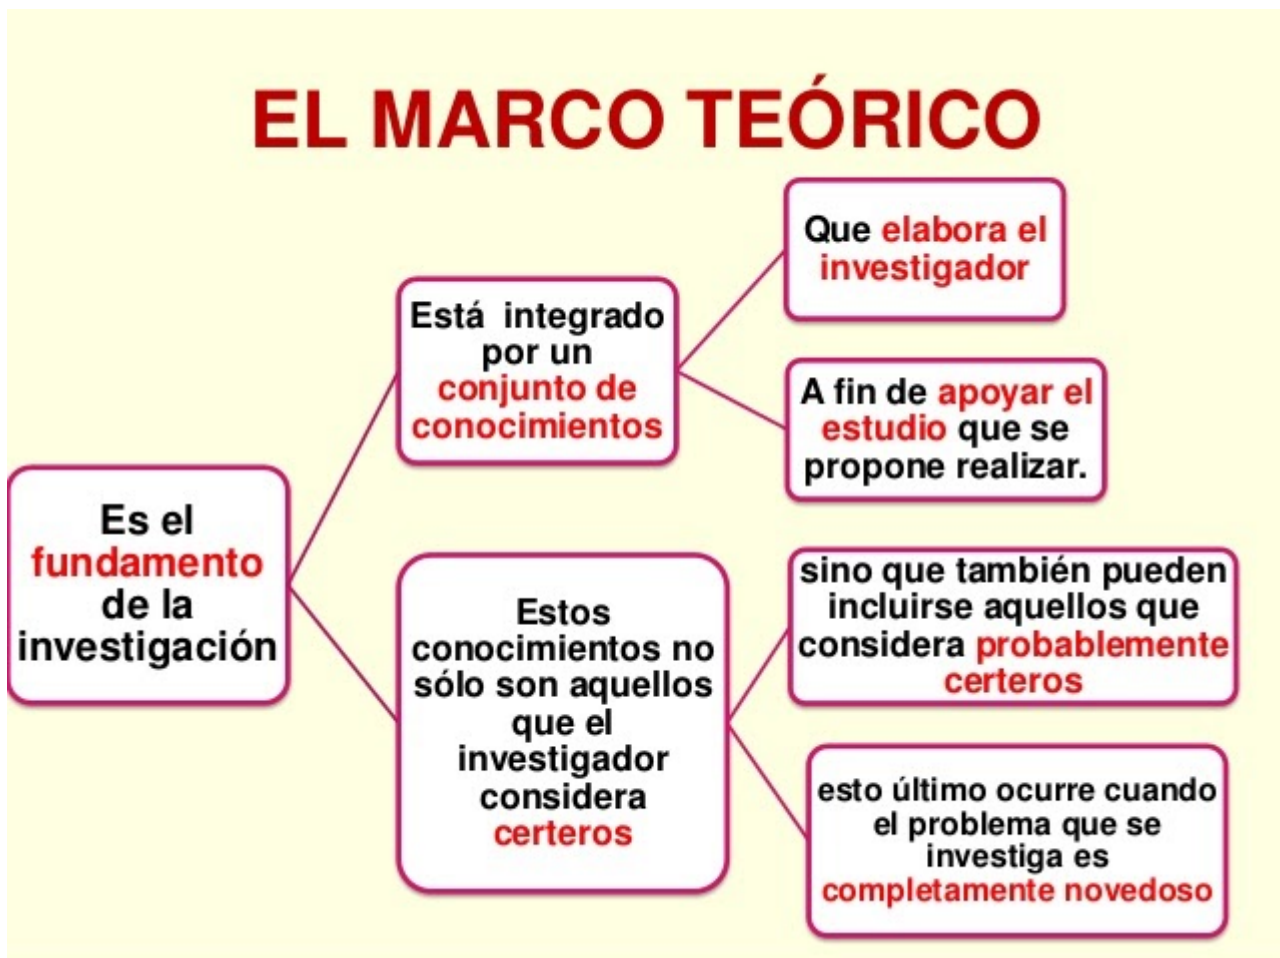 EL MARCO TEÓRICO
Es el
fundamento
de la
investigación
Está integrado
por un
conjunto de
conocimientos
Que elabora el
investigador
A fin de apoyar el
estudio que se
propone realizar.
Estos
conocimientos no
sólo son aquellos
que el
investigador
considera
certeros
sino que también pueden
incluirse aquellos que
considera probablemente
certeros
esto último ocurre cuando
el problema que se
investiga es
completamente novedoso